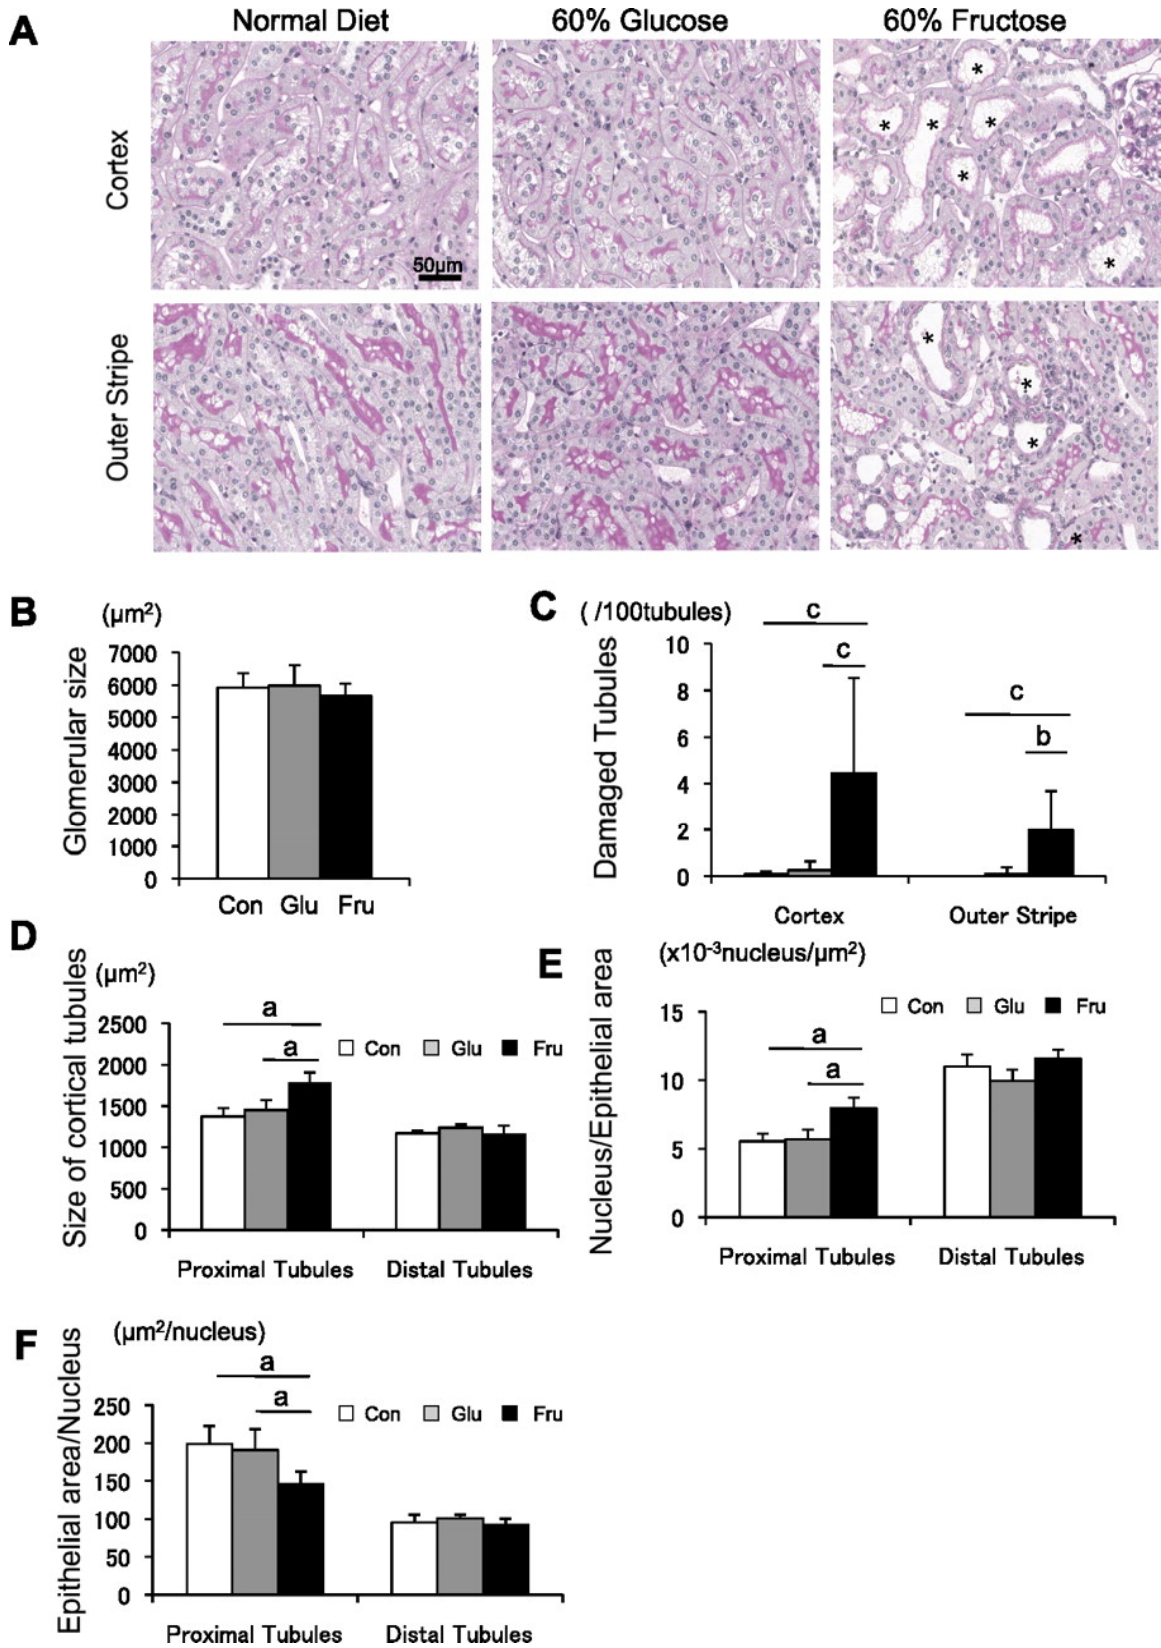 A
Normal Diet 60% Glucose 60% Fructose
Cortex
50µm
* * * * * *
Outer Stripe
* * * *
B
(µm²)
Glomerular size
7000
6000
5000
4000
3000
2000
1000
0
Con Glu Fru
C
( /100tubules)
Damaged Tubules
c
c
c
b
10
8
6
4
2
0
Cortex Outer Stripe
D
(µm²)
Size of cortical tubules
a
a
Con Glu Fru
2500
2000
1500
1000
500
0
Proximal Tubules Distal Tubules
E
(x10⁻³nucleus/µm²)
Nucleus/Epithelial area
Con Glu Fru
a
a
15
10
5
0
Proximal Tubules Distal Tubules
F
(µm²/nucleus)
Epithelial area/Nucleus
a
a
Con Glu Fru
250
200
150
100
50
0
Proximal Tubules Distal Tubules